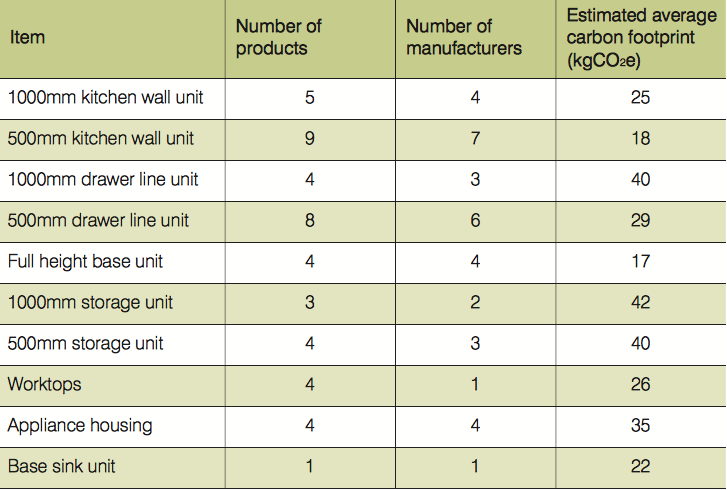 Item Number of products Number of manufacturers Estimated average carbon footprint (kgCO2e)
1000mm kitchen wall unit 5 4 25
500mm kitchen wall unit 9 7 18
1000mm drawer line unit 4 3 40
500mm drawer line unit 8 6 29
Full height base unit 4 4 17
1000mm storage unit 3 2 42
500mm storage unit 4 3 40
Worktops 4 1 26
Appliance housing 4 4 35
Base sink unit 1 1 22